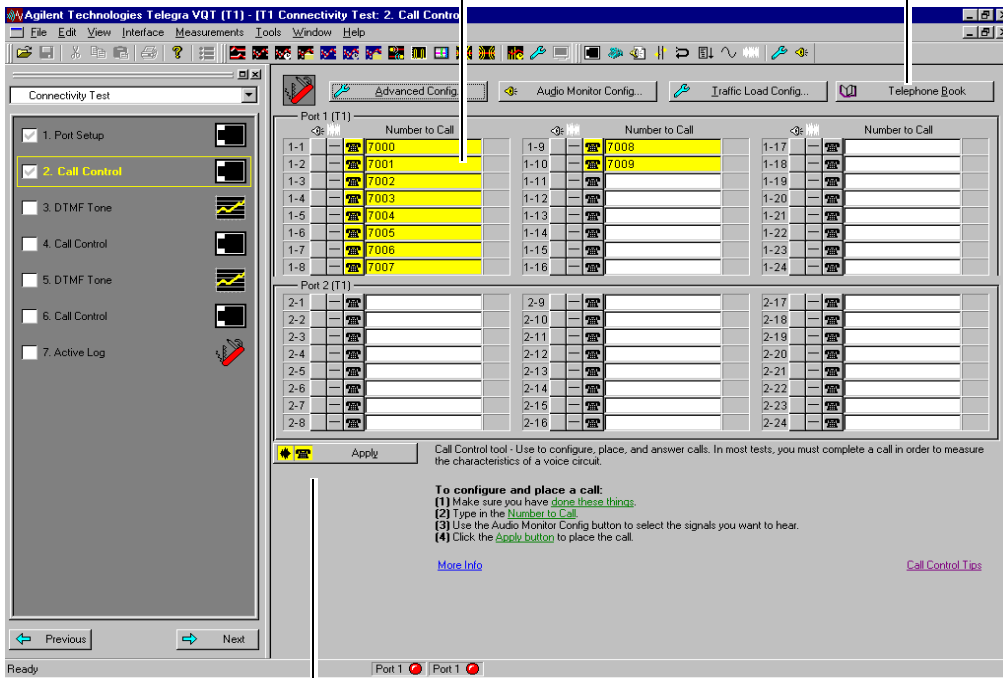 Agilent Technologies Telegra VQT (T1) - [T1 Connectivity Test: 2. Call Control
File Edit View Interface Measurements Tools Window Help
Connectivity Test
Advanced Config.
Audio Monitor Config...
Traffic Load Config...
Telephone Book
1. Port Setup
2. Call Control
3. DTMF Tone
4. Call Control
5. DTMF Tone
6. Call Control
7. Active Log
Port 1 (T1)
Number to Call Number to Call Number to Call
1-1 7000 1-9 7008 1-17
1-2 7001 1-10 7009 1-18
1-3 7002 1-11 1-19
1-4 7003 1-12 1-20
1-5 7004 1-13 1-21
1-6 7005 1-14 1-22
1-7 7006 1-15 1-23
1-8 7007 1-16 1-24
Port 2 (T1)
2-1 2-9 2-17
2-2 2-10 2-18
2-3 2-11 2-19
2-4 2-12 2-20
2-5 2-13 2-21
2-6 2-14 2-22
2-7 2-15 2-23
2-8 2-16 2-24
Apply
Call Control tool - Use to configure, place, and answer calls. In most tests, you must complete a call in order to measure
the characteristics of a voice circuit.
To configure and place a call:
(1) Make sure you have done these things.
(2) Type in the Number to Call.
(3) Use the Audio Monitor Config button to select the signals you want to hear.
(4) Click the Apply button to place the call.
More Info
Call Control Tips
Previous Next
Ready
Port 1 Port 1